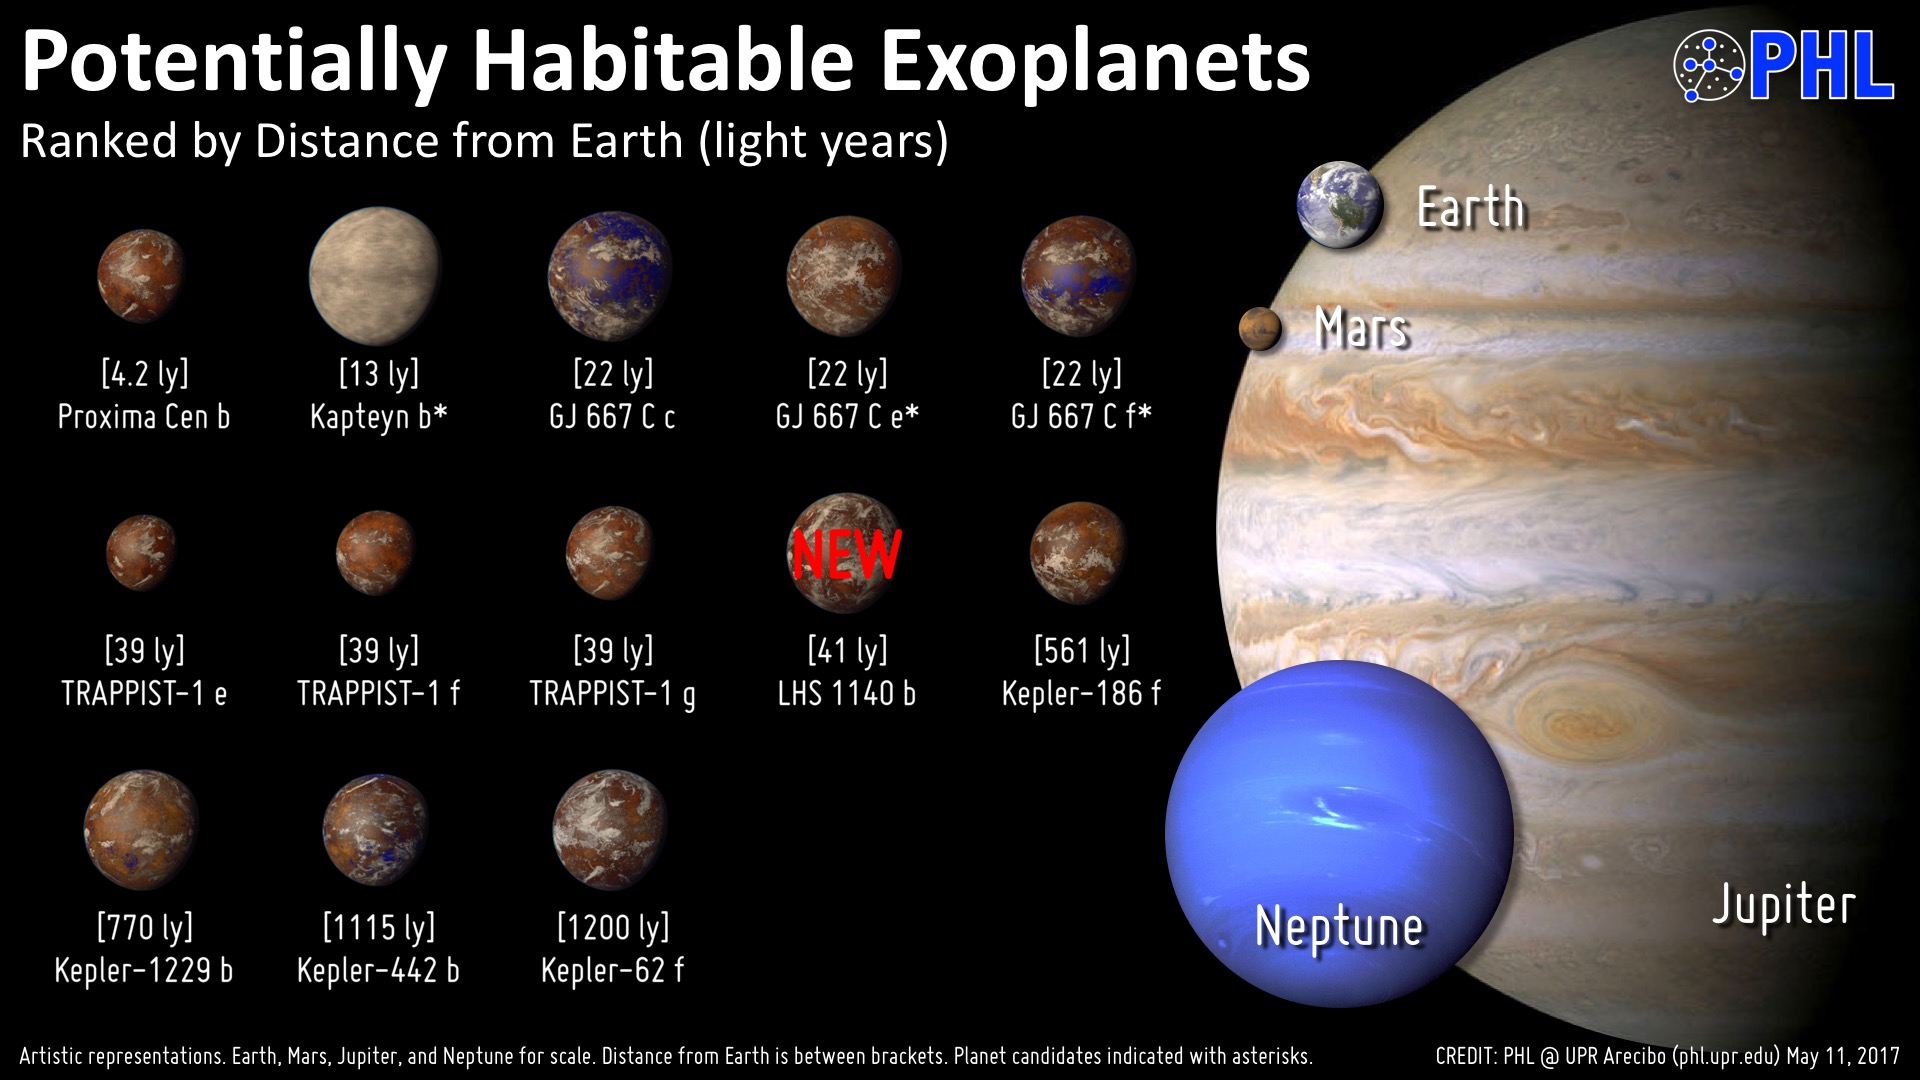 Potentially Habitable Exoplanets
PHL
Ranked by Distance from Earth (light years)
Earth
Mars
[4.2 ly]
Proxima Cen b
[13 ly]
Kapteyn b*
[22 ly]
GJ 667 C c
[22 ly]
GJ 667 C e*
[22 ly]
GJ 667 C f*
[39 ly]
TRAPPIST-1 e
[39 ly]
TRAPPIST-1 f
[39 ly]
TRAPPIST-1 g
NEW
[41 ly]
LHS 1140 b
[561 ly]
Kepler-186 f
[770 ly]
Kepler-1229 b
[1115 ly]
Kepler-442 b
[1200 ly]
Kepler-62 f
Neptune
Jupiter
Artistic representations. Earth, Mars, Jupiter, and Neptune for scale. Distance from Earth is between brackets. Planet candidates indicated with asterisks.
CREDIT: PHL @ UPR Arecibo (phl.upr.edu) May 11, 2017